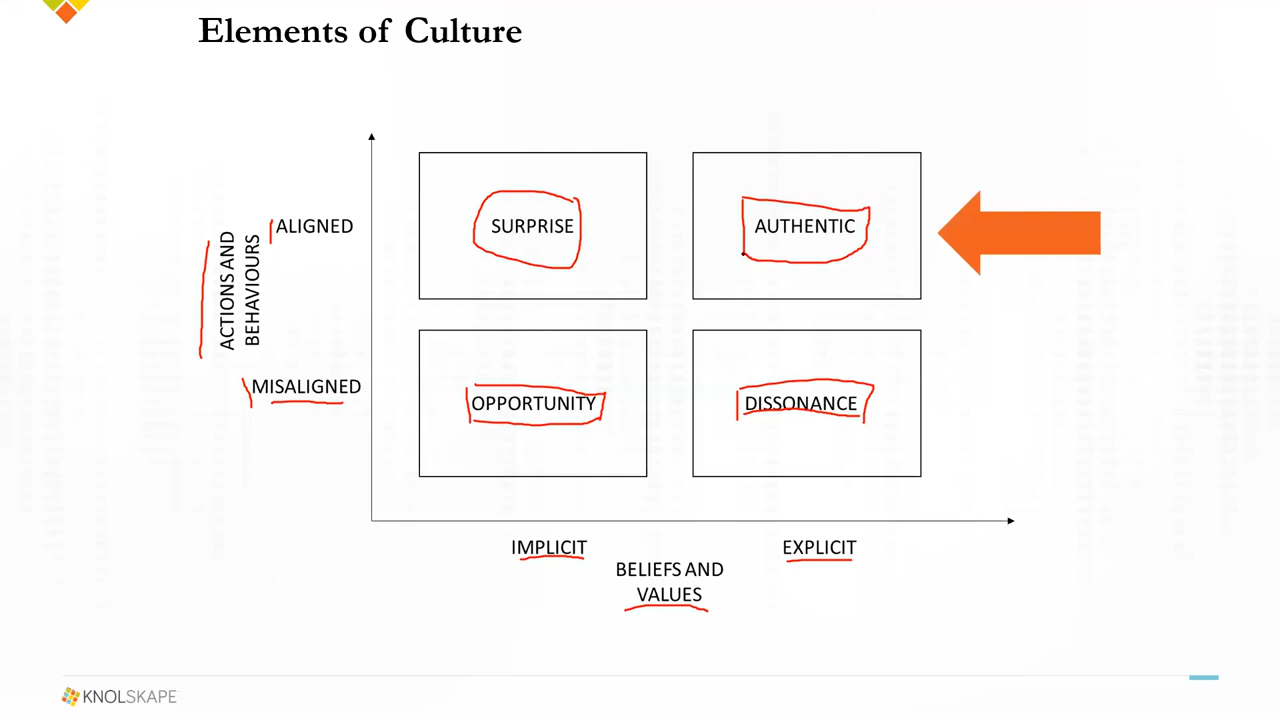 Elements of Culture
SURPRISE
AUTHENTIC
ALIGNED
ACTIONS AND
BEHAVIOURS
MISALIGNED
OPPORTUNITY
DISSONANCE
IMPLICIT
EXPLICIT
BELIEFS AND
VALUES
KNOLSKAPE